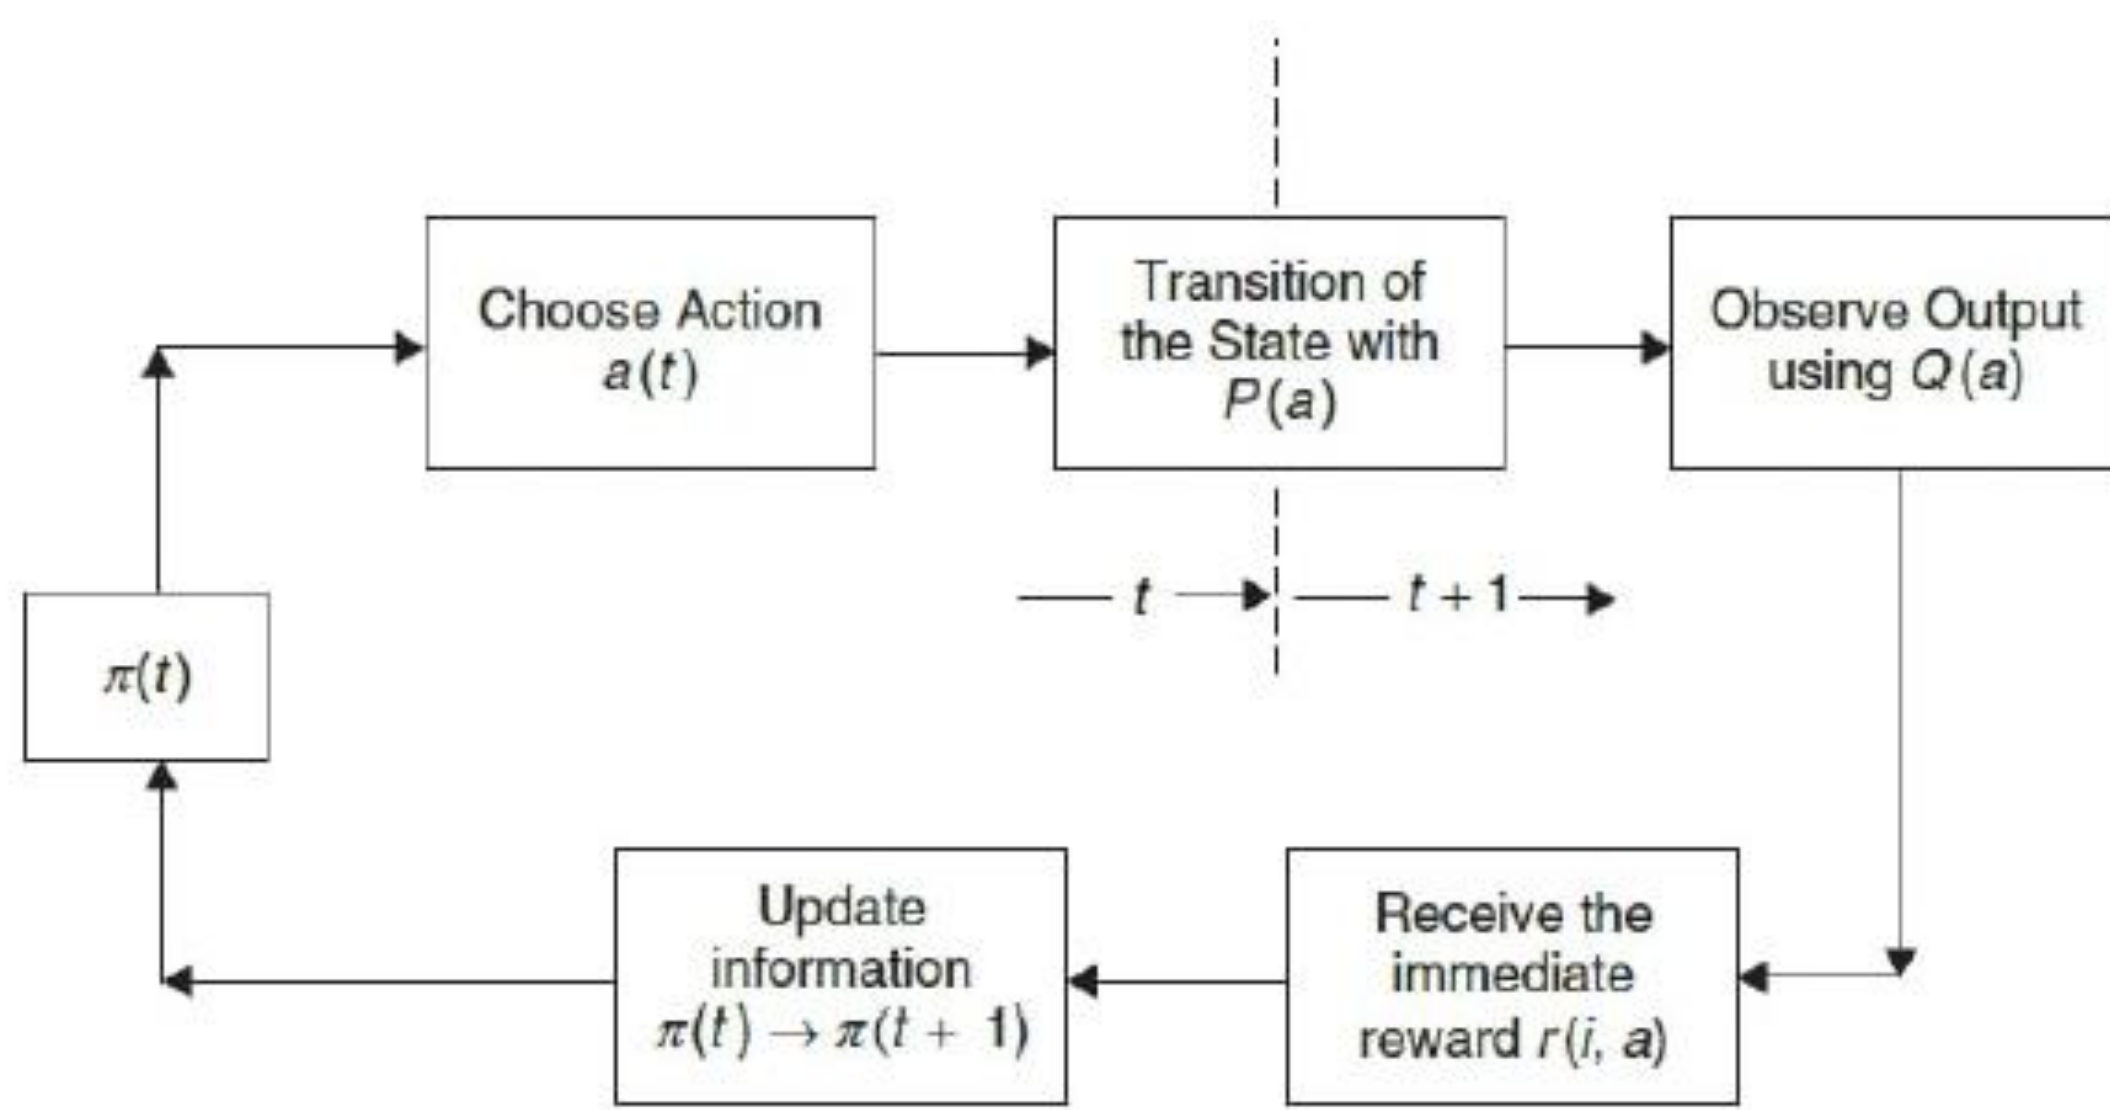 Choose Action
a(t)
Transition of
the State with
P(a)
Observe Output
using Q(a)
t
t + 1
π(t)
Update
information
π(t) → π(t + 1)
Receive the
immediate
reward r(i, a)